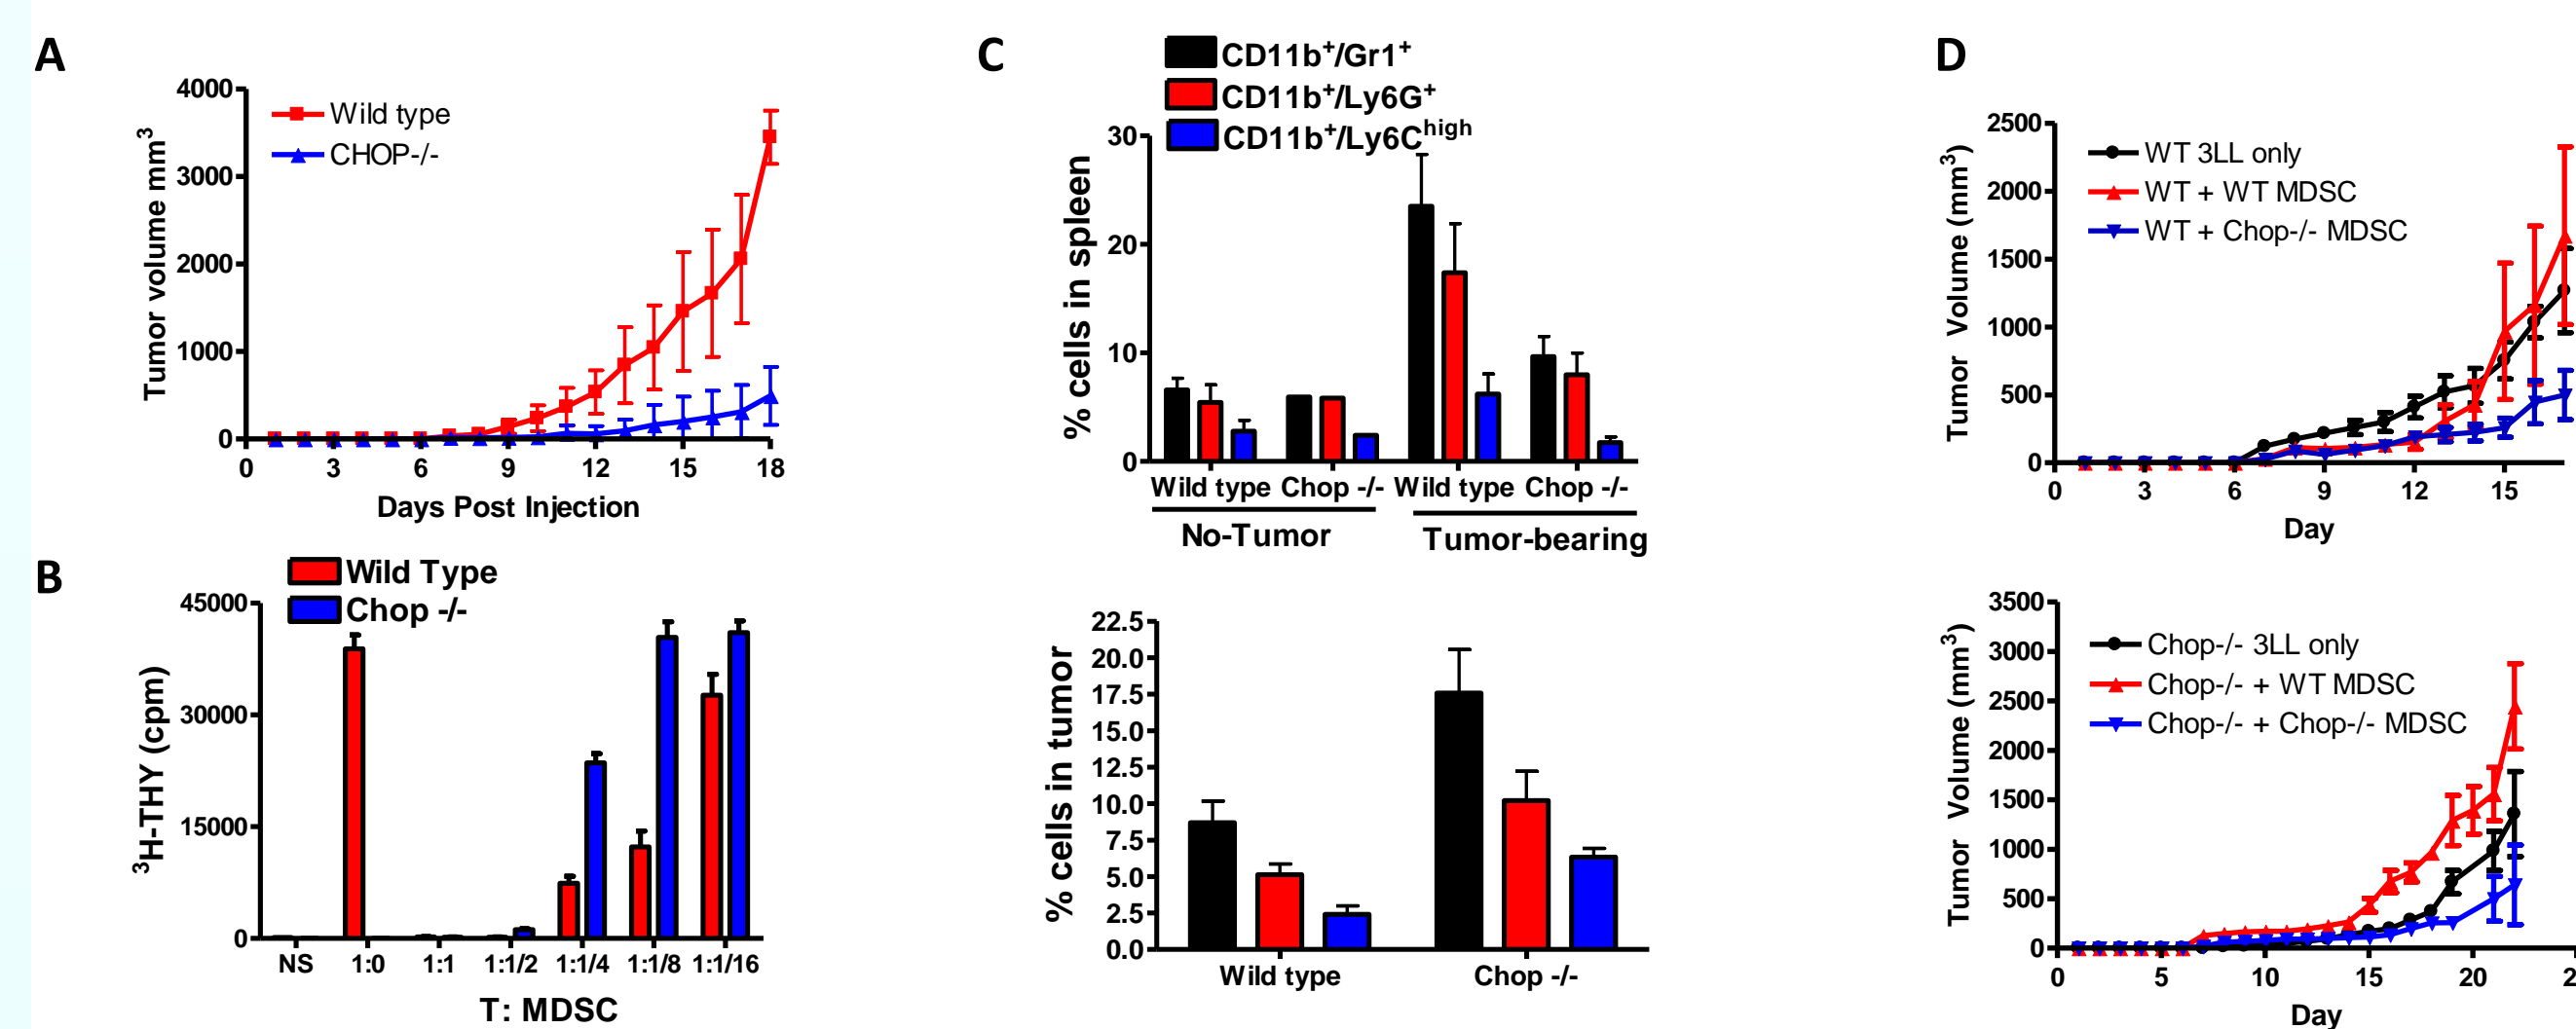 A
Tumor volume mm3
4000
3000
2000
1000
0
Wild type
CHOP-/-
0 3 6 9 12 15 18
Days Post Injection
B
Wild Type
Chop -/-
3H-THY (cpm)
45000
30000
15000
0
NS 1:0 1:1 1:1/2 1:1/4 1:1/8 1:1/16
T: MDSC
C
CD11b+/Gr1+
CD11b+/Ly6G+
CD11b+/Ly6Chigh
% cells in spleen
30
20
10
0
Wild type Chop -/- Wild type Chop -/-
No-Tumor Tumor-bearing
% cells in tumor
22.5
20.0
17.5
15.0
12.5
10.0
7.5
5.0
2.5
0.0
Wild type Chop -/-
D
Tumor Volume (mm3)
2500
2000
1500
1000
500
0
WT 3LL only
WT + WT MDSC
WT + Chop-/- MDSC
0 3 6 9 12 15
Day
Tumor Volume (mm3)
3500
3000
2500
2000
1500
1000
500
0
Chop-/- 3LL only
Chop-/- + WT MDSC
Chop-/- + Chop-/- MDSC
0 5 10 15 20
Day